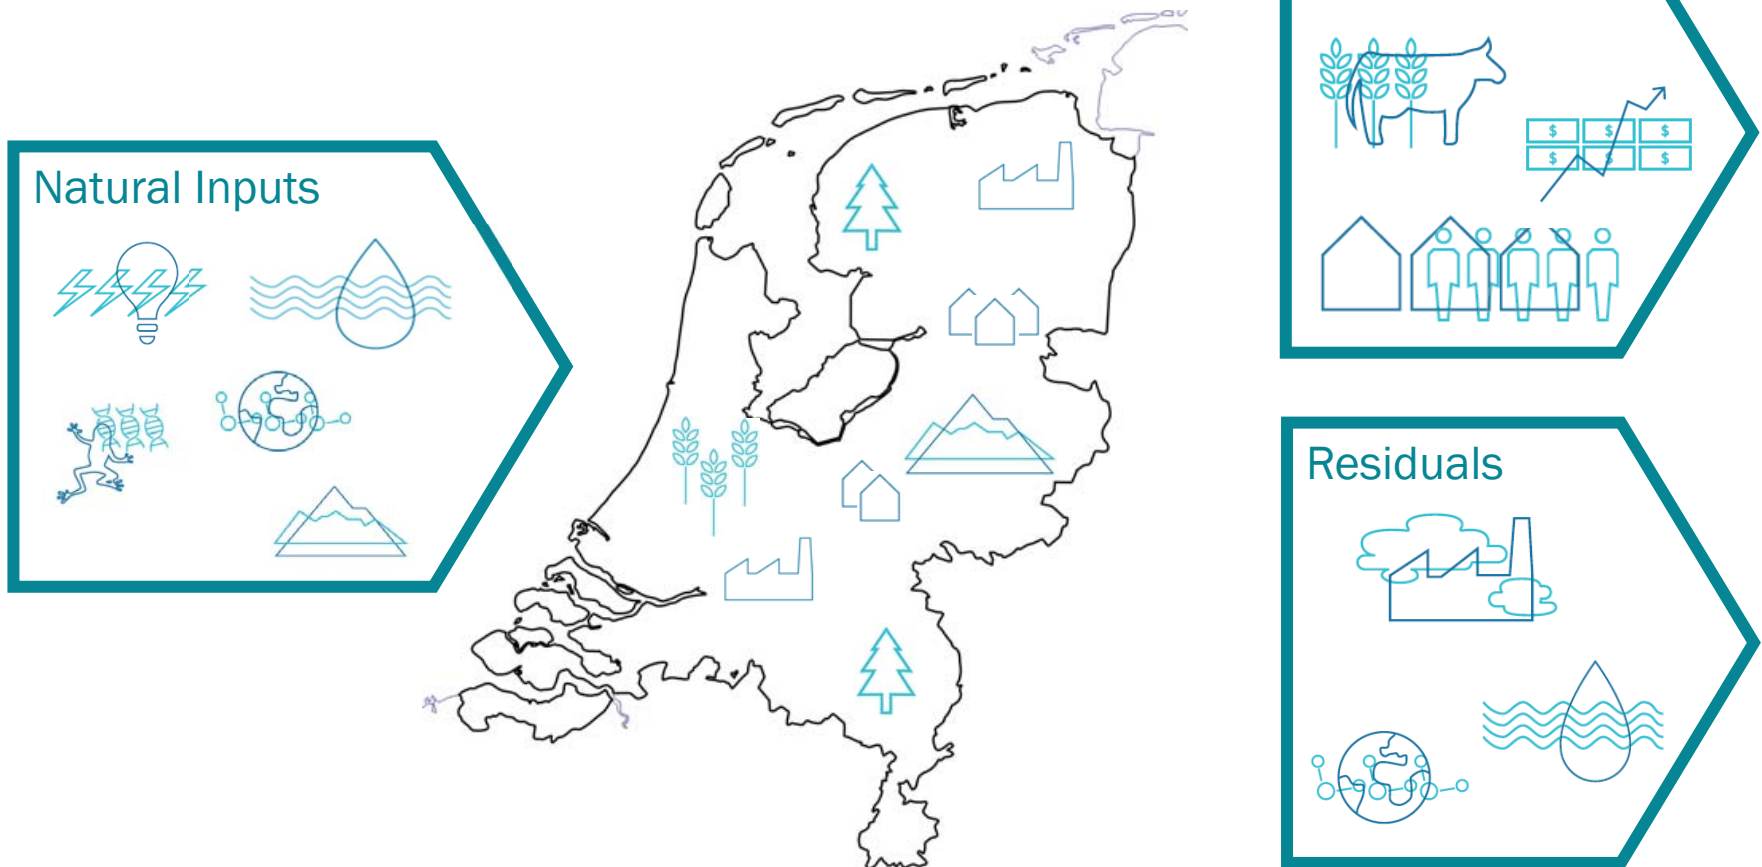 Natural Inputs
$ $ $
$ $ $
Residuals